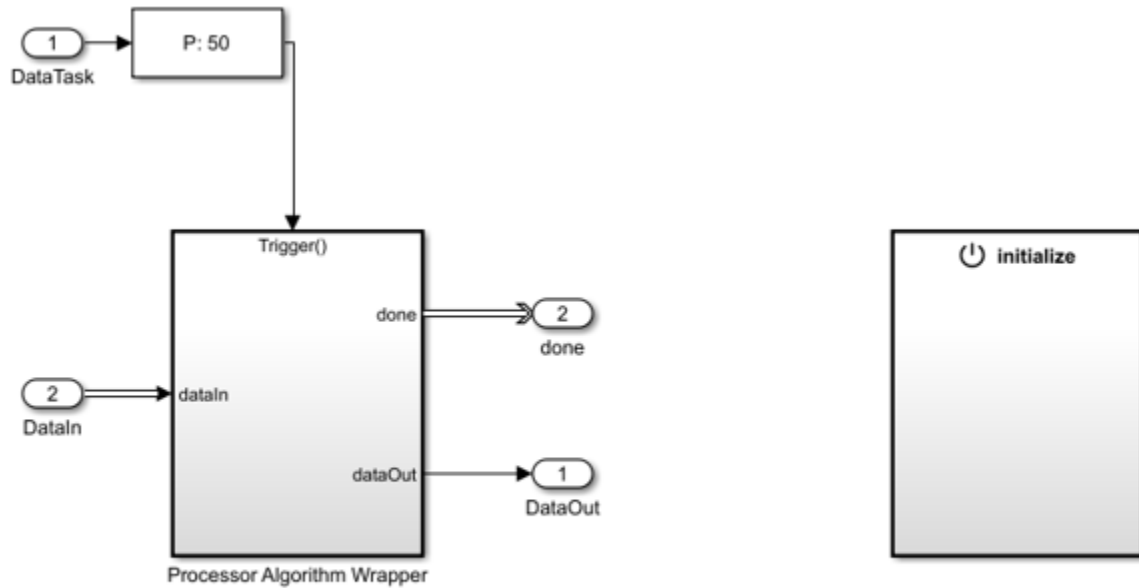 1
DataTask
P: 50
Trigger()
done
2
done
2
DataIn
dataIn
dataOut
1
DataOut
Processor Algorithm Wrapper
initialize